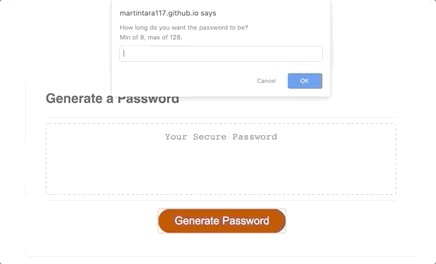 martintara117.github.io says
How long do you want the password to be?
Min of 8, max of 128.
Cancel
OK
Generate a Password
Your Secure Password
Generate Password